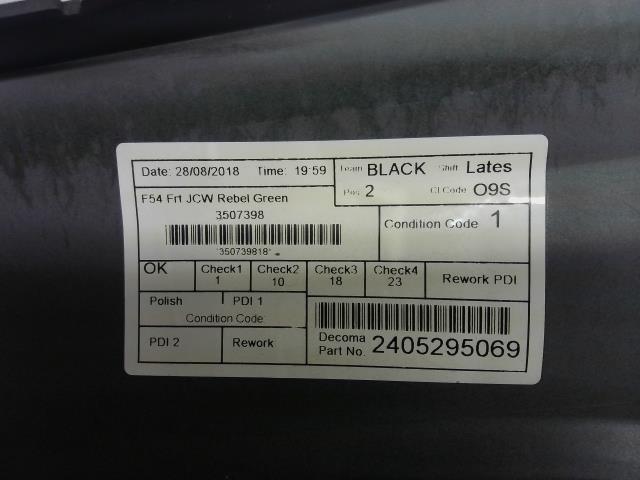 Date: 28/08/2018 Time: 19:59
Team BLACK Shift Lates
Pos 2 Cl Code O9S
F54 Frt JCW Rebel Green
3507398
*350739818*
Condition Code 1
OK Check1 Check2 Check3 Check4 Rework PDI
1 10 18 23
Polish PDI 1
Condition Code
PDI 2 Rework
Decoma
Part No. 2405295069